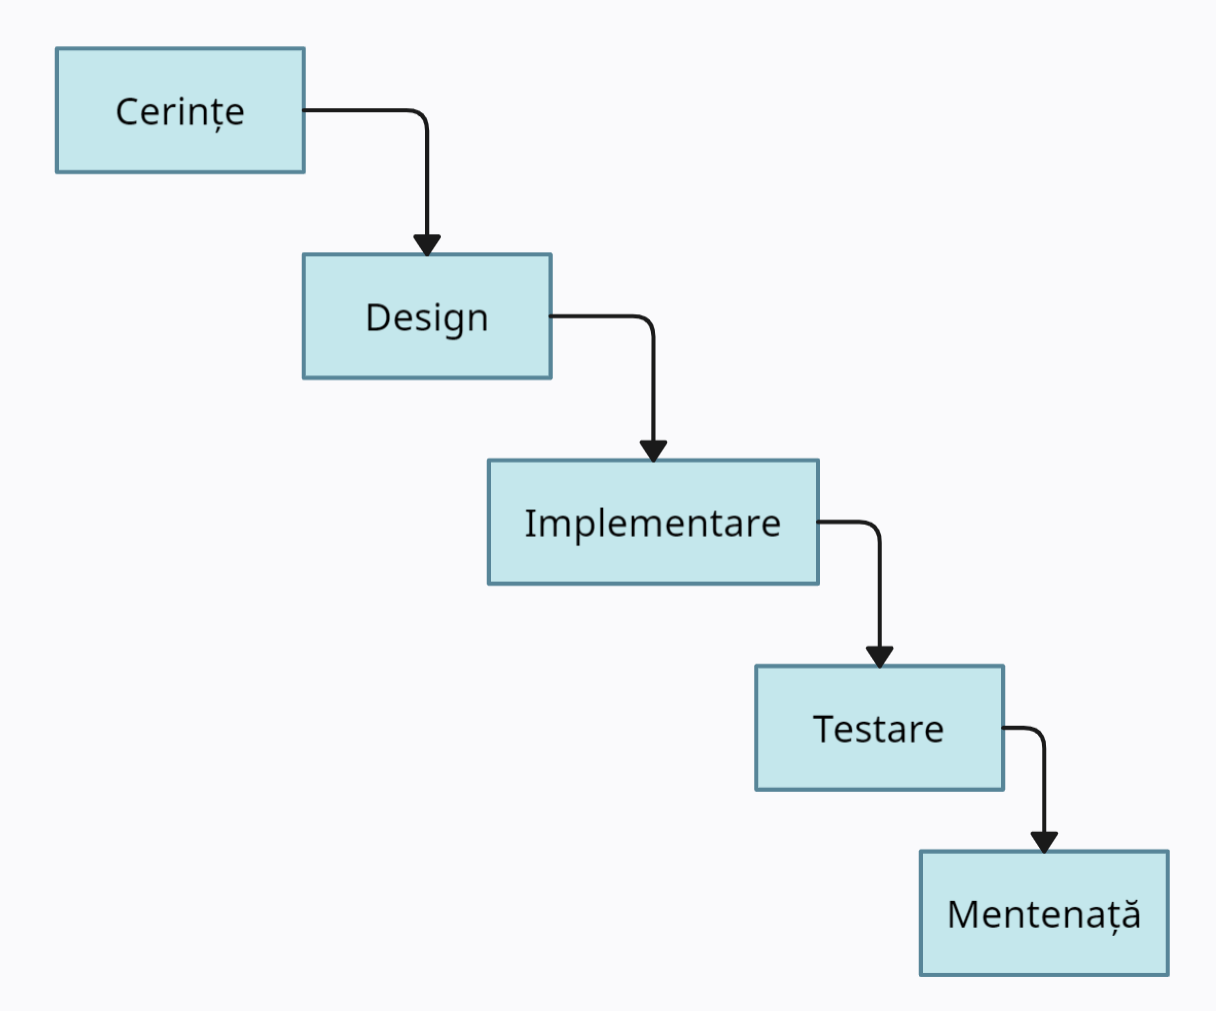 Cerințe
Design
Implementare
Testare
Mentenață